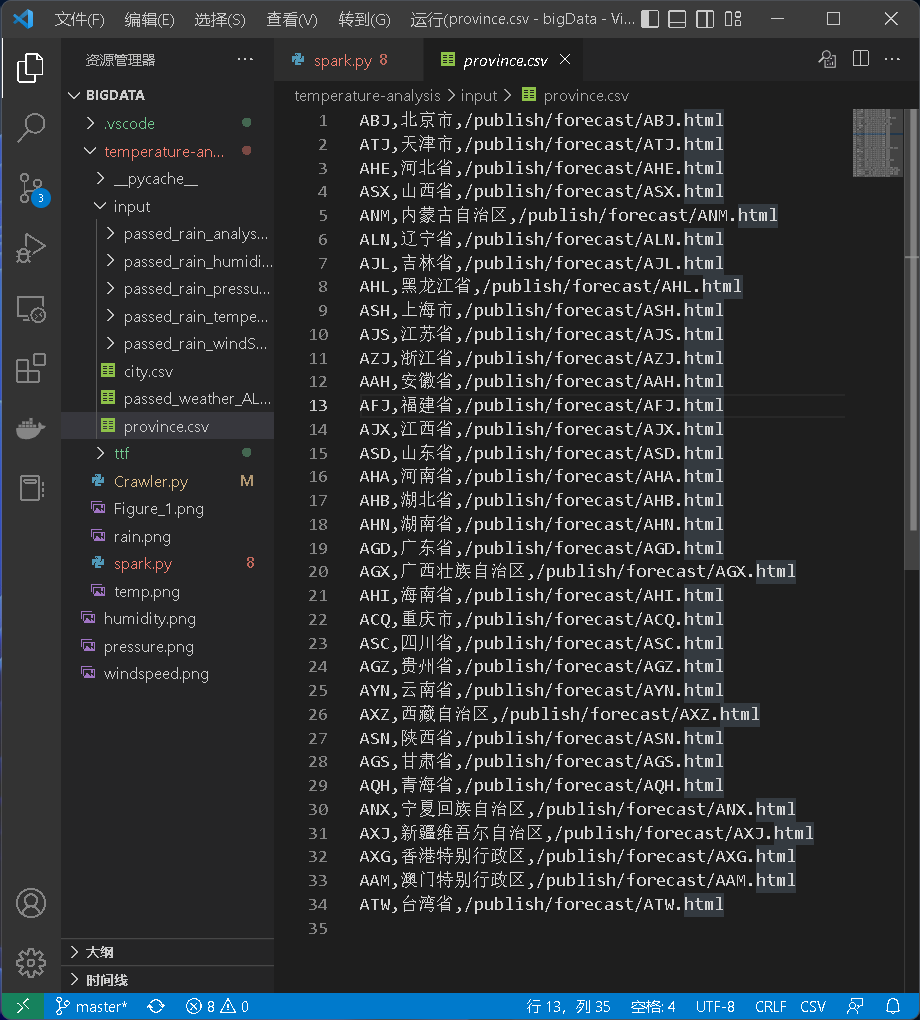 文件(F) 编辑(E) 选择(S) 查看(V) 转到(G) 运行(province.csv - bigData - Vi...
资源管理器 ...
BIGDATA
.vscode
temperature-an...
__pycache__
input
passed_rain_analys...
passed_rain_humidi...
passed_rain_pressu...
passed_rain_tempe...
passed_rain_windS...
city.csv
passed_weather_AL...
province.csv
ttf
Crawler.py M
Figure_1.png
rain.png
spark.py 8
temp.png
humidity.png
pressure.png
windspeed.png
大纲
时间线
3
spark.py 8 province.csv
temperature-analysis input province.csv
1 ABJ,北京市,/publish/forecast/ABJ.html
2 ATJ,天津市,/publish/forecast/ATJ.html
3 AHE,河北省,/publish/forecast/AHE.html
4 ASX,山西省,/publish/forecast/ASX.html
5 ANM,内蒙古自治区,/publish/forecast/ANM.html
6 ALN,辽宁省,/publish/forecast/ALN.html
7 AJL,吉林省,/publish/forecast/AJL.html
8 AHL,黑龙江省,/publish/forecast/AHL.html
9 ASH,上海市,/publish/forecast/ASH.html
10 AJS,江苏省,/publish/forecast/AJS.html
11 AZJ,浙江省,/publish/forecast/AZJ.html
12 AAH,安徽省,/publish/forecast/AAH.html
13 AFJ,福建省,/publish/forecast/AFJ.html
14 AJX,江西省,/publish/forecast/AJX.html
15 ASD,山东省,/publish/forecast/ASD.html
16 AHA,河南省,/publish/forecast/AHA.html
17 AHB,湖北省,/publish/forecast/AHB.html
18 AHN,湖南省,/publish/forecast/AHN.html
19 AGD,广东省,/publish/forecast/AGD.html
20 AGX,广西壮族自治区,/publish/forecast/AGX.html
21 AHI,海南省,/publish/forecast/AHI.html
22 ACQ,重庆市,/publish/forecast/ACQ.html
23 ASC,四川省,/publish/forecast/ASC.html
24 AGZ,贵州省,/publish/forecast/AGZ.html
25 AYN,云南省,/publish/forecast/AYN.html
26 AXZ,西藏自治区,/publish/forecast/AXZ.html
27 ASN,陕西省,/publish/forecast/ASN.html
28 AGS,甘肃省,/publish/forecast/AGS.html
29 AQH,青海省,/publish/forecast/AQH.html
30 ANX,宁夏回族自治区,/publish/forecast/ANX.html
31 AXJ,新疆维吾尔自治区,/publish/forecast/AXJ.html
32 AXG,香港特别行政区,/publish/forecast/AXG.html
33 AAM,澳门特别行政区,/publish/forecast/AAM.html
34 ATW,台湾省,/publish/forecast/ATW.html
35
master* 8 0 行 13, 列 35 空格: 4 UTF-8 CRLF CSV